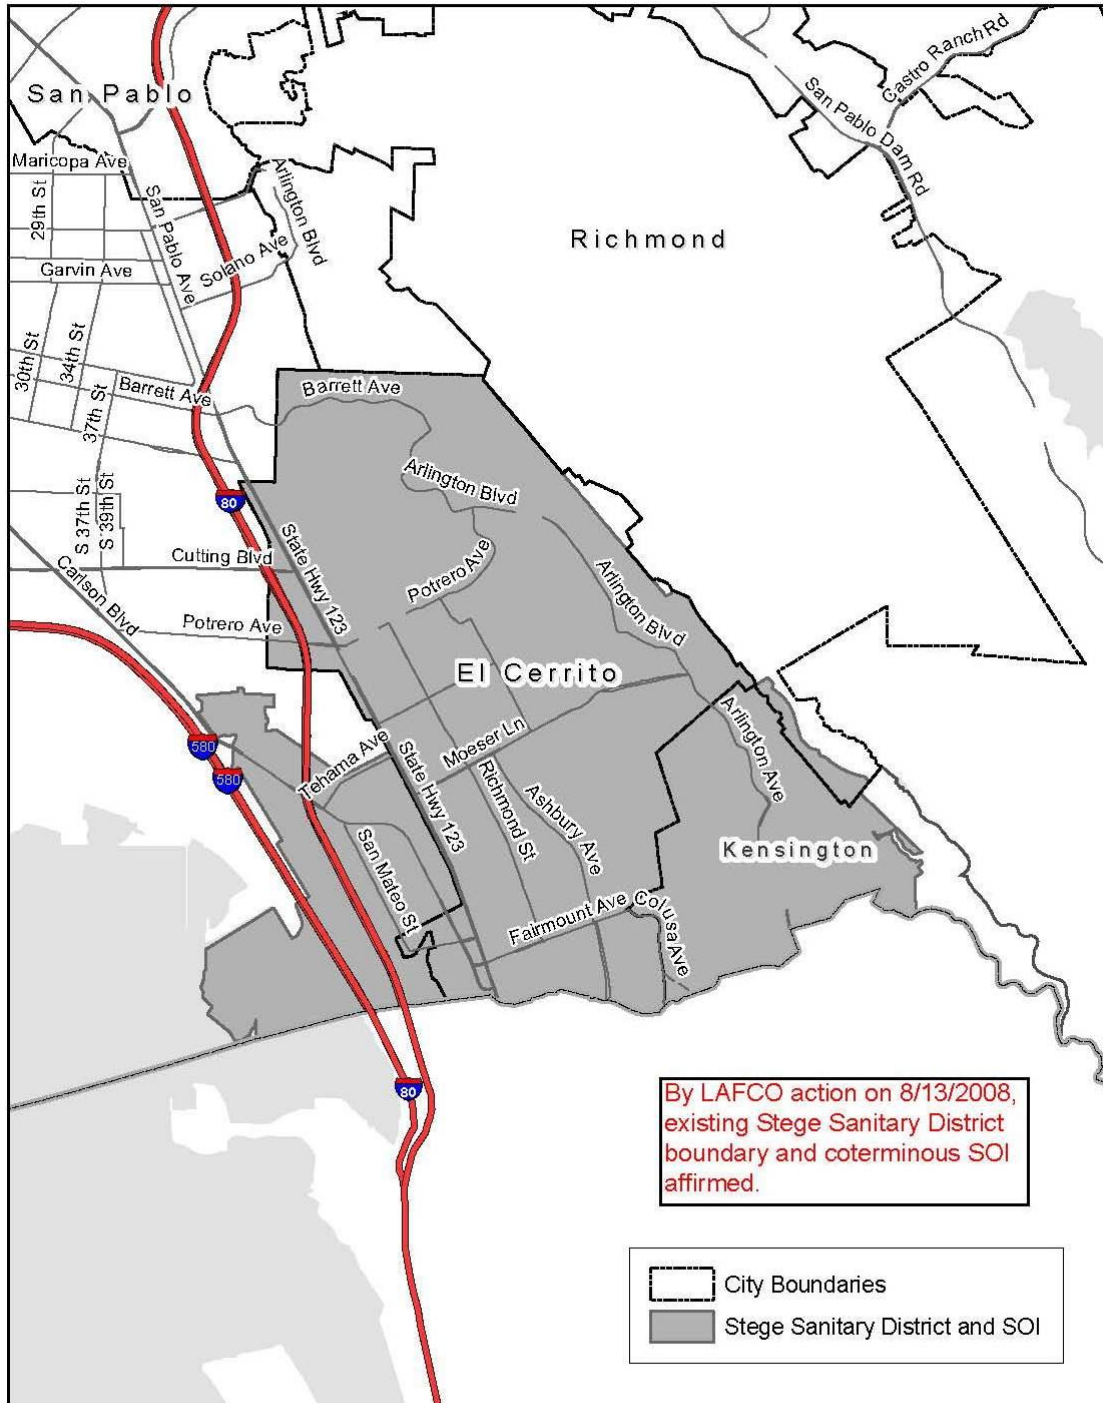 San Pablo
Castro Ranch Rd
San Pablo Dam Rd
Maricopa Ave
Arlington Blvd
29th St
San Pablo Ave
Richmond
Solano Ave
Garvin Ave
30th St
34th St
37th St
Barrett Ave
Barrett Ave
Arlington Blvd
80
S 37th St
S 39th St
State Hwy 123
Cutting Blvd
Carlson Blvd
Potrero Ave
Arlington Blvd
Potrero Ave
El Cerrito
Arlington Ave
Moeser Ln
580
580
Tehama Ave
State Hwy 123
Richmond St
Ashbury Ave
Kensington
San Mateo St
Fairmount Ave
Colusa Ave
80
By LAFCO action on 8/13/2008,
existing Stege Sanitary District
boundary and coterminous SOI
affirmed.
City Boundaries
Stege Sanitary District and SOI